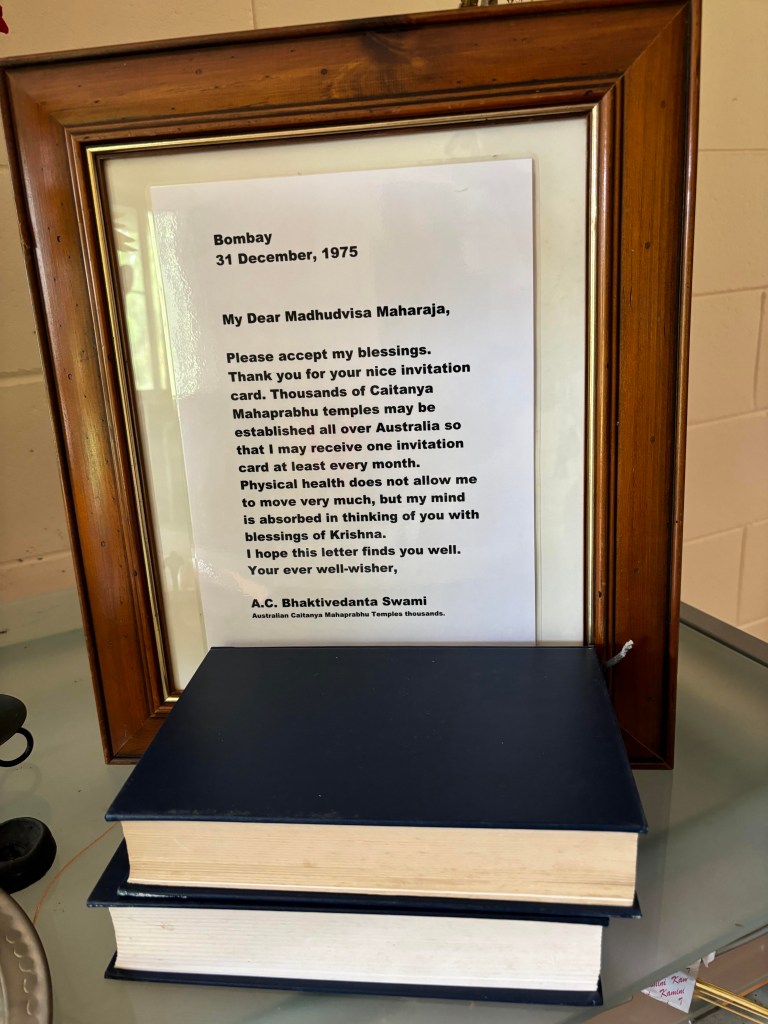 Bombay
31 December, 1975
My Dear Madhudvisa Maharaja,
Please accept my blessings.
Thank you for your nice invitation
card. Thousands of Caitanya
Mahaprabhu temples may be
established all over Australia so
that I may receive one invitation
card at least every month.
Physical health does not allow me
to move very much, but my mind
is absorbed in thinking of you with
blessings of Krishna.
I hope this letter finds you well.
Your ever well-wisher,
A.C. Bhaktivedanta Swami
Australian Caitanya Mahaprabhu Temples thousands.
Kamini